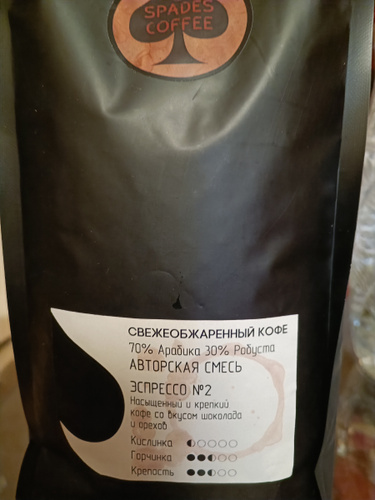 SPADES
COFFEE
СВЕЖЕОБЖАРЕННЫЙ КОФЕ
70% Арабика 30% Робуста
АВТОРСКАЯ СМЕСЬ
ЭСПРЕССО №2
Насыщенный и крепкий
кофе со вкусом шоколада
и орехов
Кислинка
Горчинка
Крепость